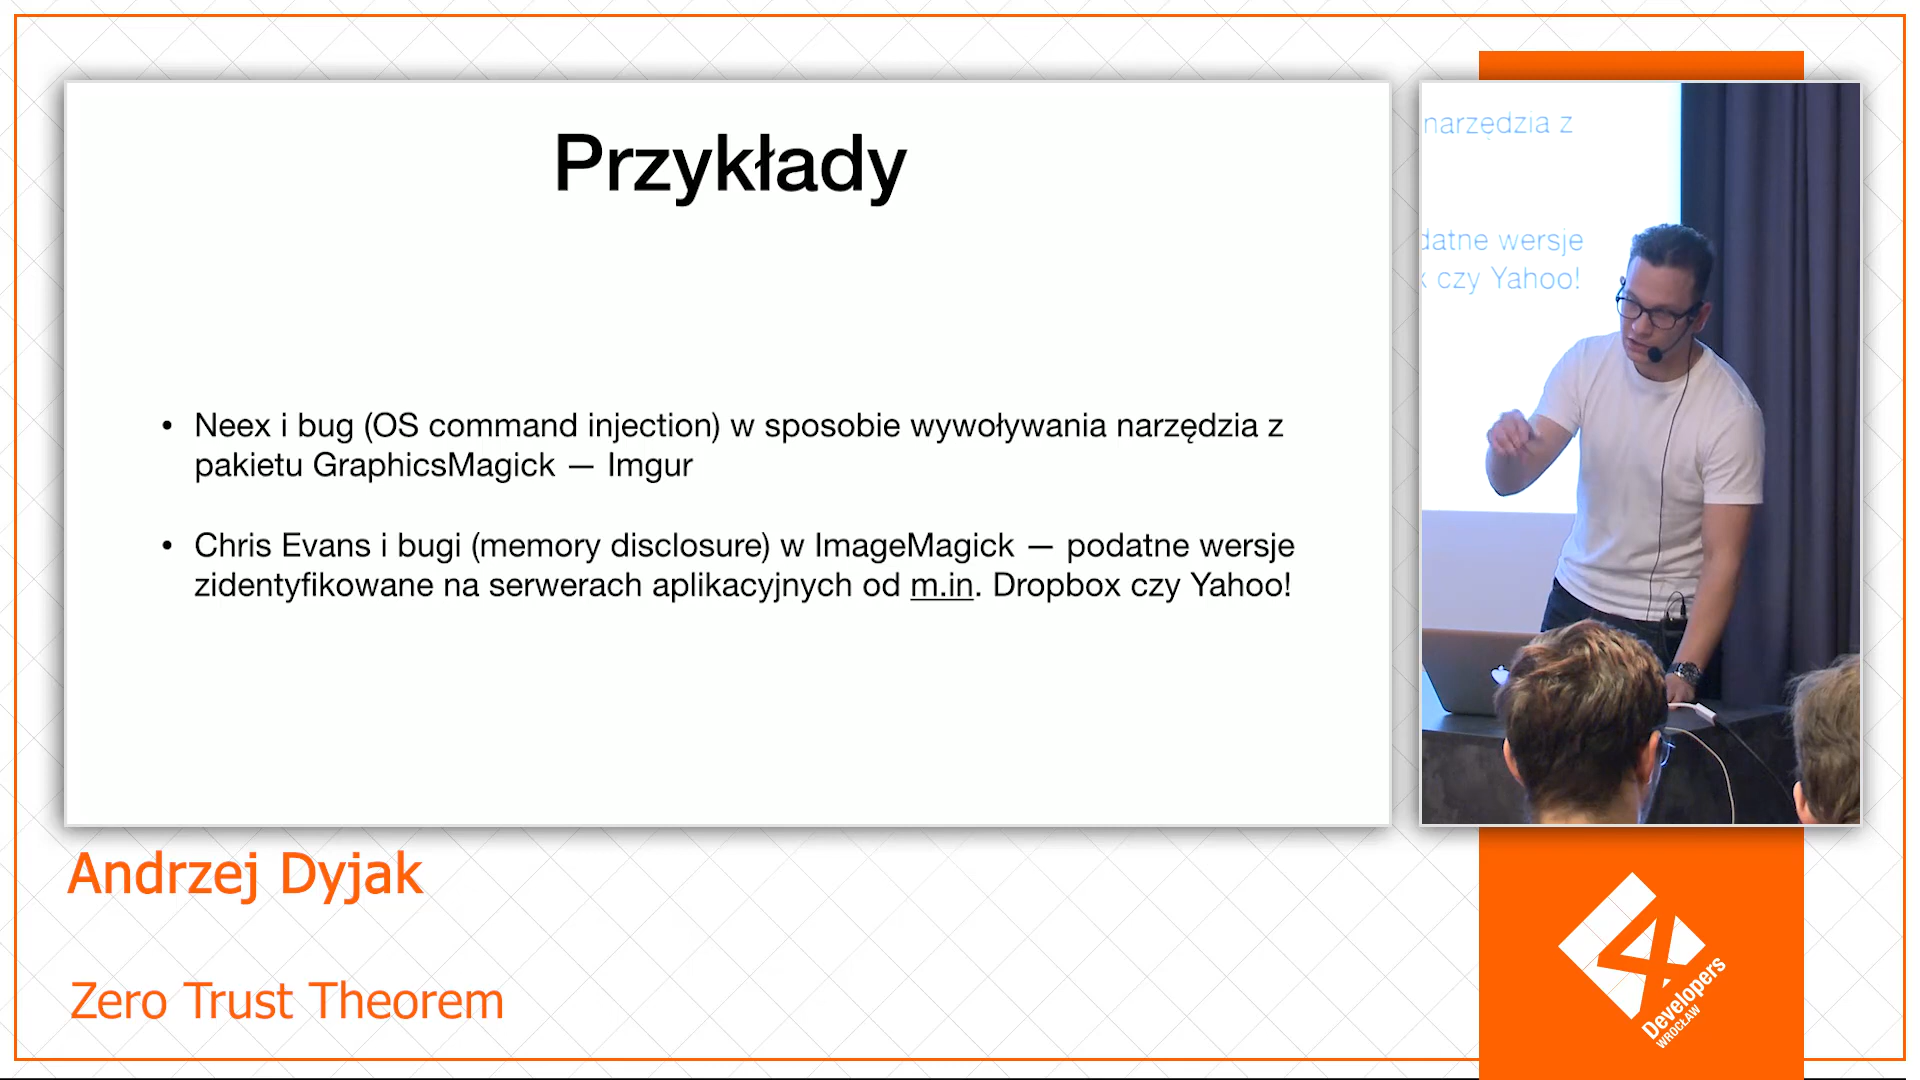 Przykłady
• Neex i bug (OS command injection) w sposobie wywoływania narzędzia z
pakietu GraphicsMagick — Imgur
• Chris Evans i bugi (memory disclosure) w ImageMagick — podatne wersje
zidentyfikowane na serwerach aplikacyjnych od m.in. Dropbox czy Yahoo!
narzędzia z
datne wersje
czy Yahoo!
Andrzej Dyjak
Zero Trust Theorem
4
Developers
WROCŁAW